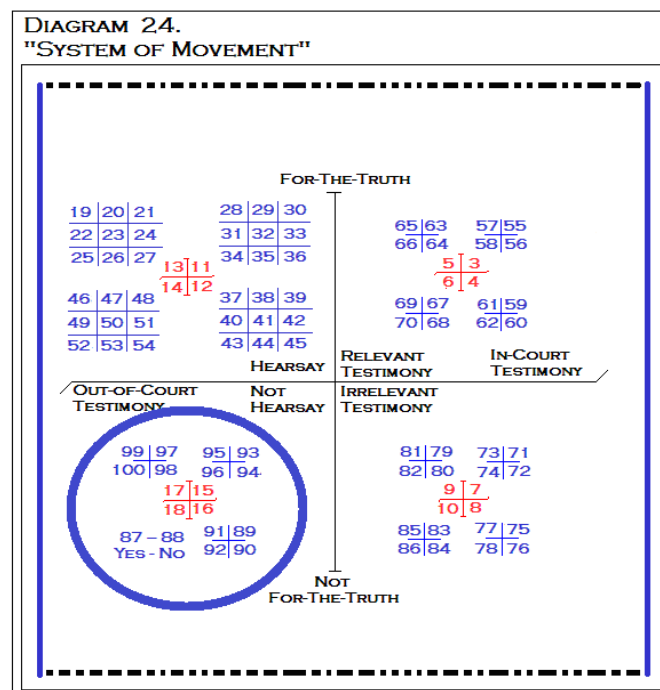 DIAGRAM 24.
"SYSTEM OF MOVEMENT"
FOR-THE-TRUTH
19 20 21
22 23 24
25 26 27
28 29 30
31 32 33
34 35 36
13 11
14 12
46 47 48
49 50 51
52 53 54
37 38 39
40 41 42
43 44 45
65 63
66 64
57 55
58 56
5 3
6 4
69 67
70 68
61 59
62 60
HEARSAY
RELEVANT
TESTIMONY
IN-COURT
TESTIMONY
OUT-OF-COURT
TESTIMONY
NOT
HEARSAY
IRRELEVANT
TESTIMONY
99 97
100 98
95 93
96 94
17 15
18 16
87 - 88
YES - NO
91 89
92 90
81 79
82 80
73 71
74 72
9 7
10 8
85 83
86 84
77 75
78 76
NOT
FOR-THE-TRUTH